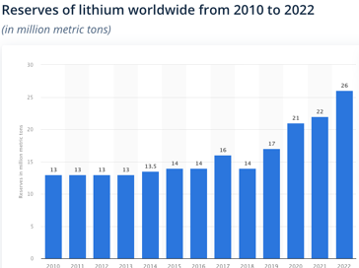 Reserves of lithium worldwide from 2010 to 2022
(in million metric tons)
Reserves in million metric tons
30
25
20
15
10
5
0
13 13 13 13 13.5 14 14 16 14 17 21 22 26
2010 2011 2012 2013 2014 2015 2016 2017 2018 2019 2020 2021 2022